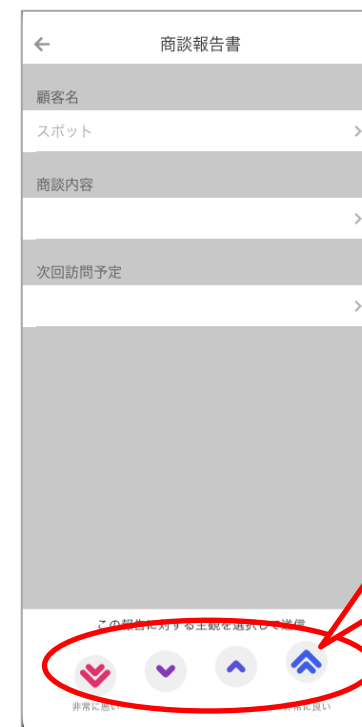 商談報告書
顧客名
スポット
商談内容
次回訪問予定
この報告に対する主観を選択して送信
非常に悪い
非常に良い